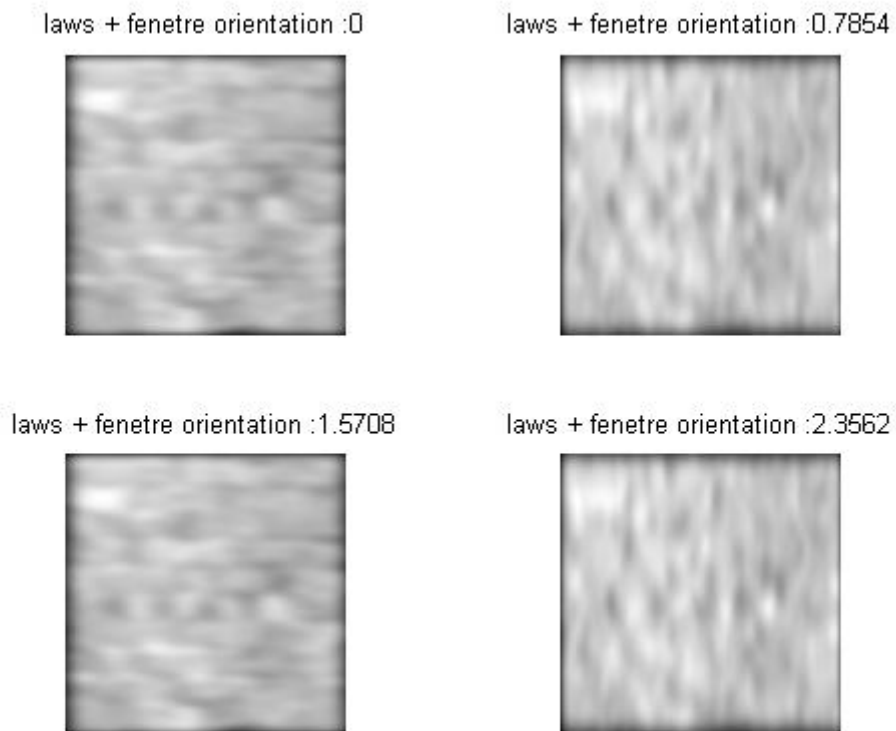 laws + fenetre orientation :0
laws + fenetre orientation :0.7854
laws + fenetre orientation :1.5708
laws + fenetre orientation :2.3562